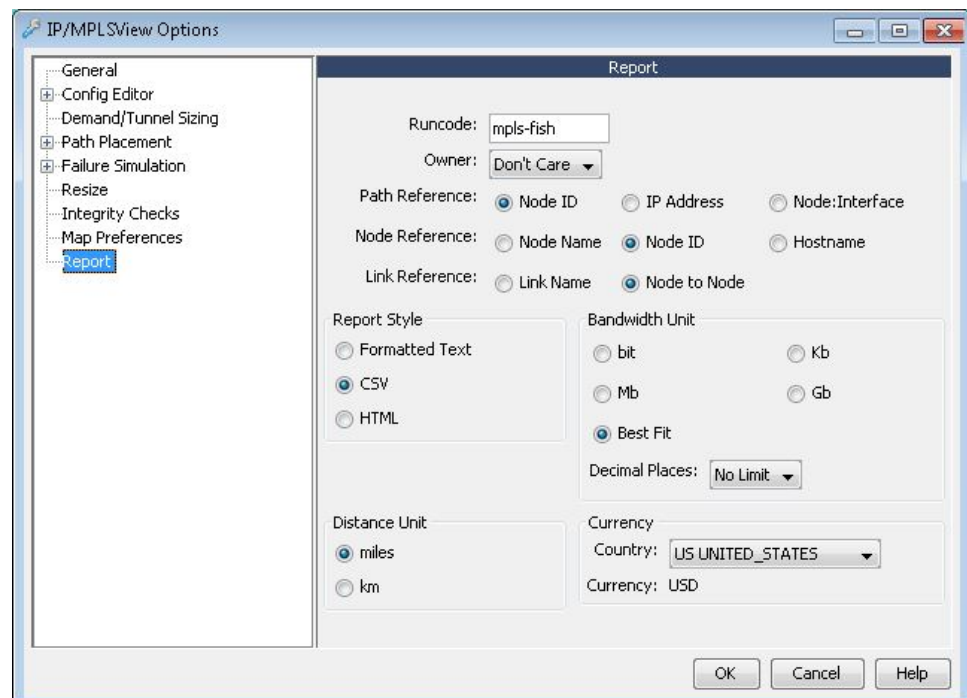 IP/MPLSView Options
General
Config Editor
Demand/Tunnel Sizing
Path Placement
Failure Simulation
Resize
Integrity Checks
Map Preferences
Report
Report
Runcode: mpls-fish
Owner: Don't Care
Path Reference: Node ID IP Address Node:Interface
Node Reference: Node Name Node ID Hostname
Link Reference: Link Name Node to Node
Report Style
Formatted Text
CSV
HTML
Bandwidth Unit
bit Kb
Mb Gb
Best Fit
Decimal Places: No Limit
Distance Unit
miles
km
Currency
Country: US UNITED_STATES
Currency: USD
OK Cancel Help